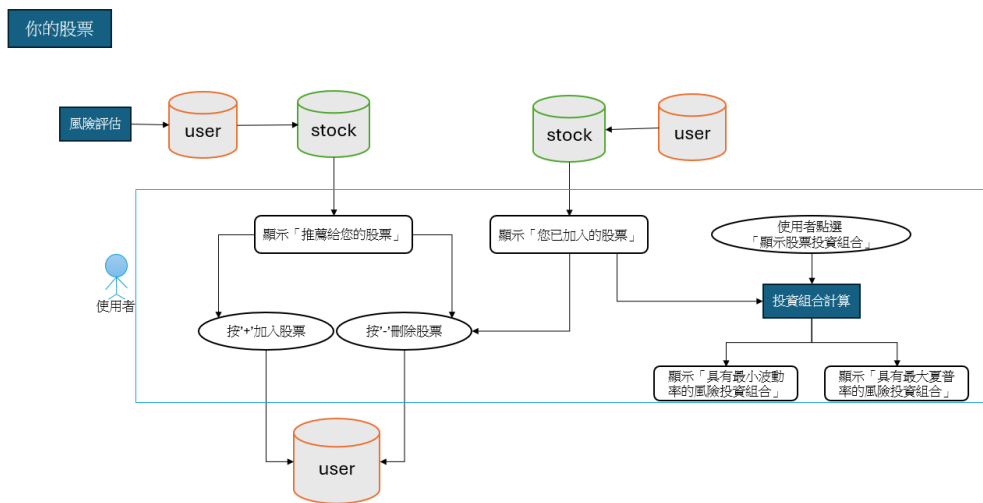 你的股票
風險評估
user
stock
stock
user
顯示「推薦給您的股票」
顯示「您已加入的股票」
使用者點選
「顯示股票投資組合」
使用者
投資組合計算
按'+'加入股票
按'-'刪除股票
顯示「具有最小波動
率的風險投資組合」
顯示「具有最大夏普
率的風險投資組合」
user